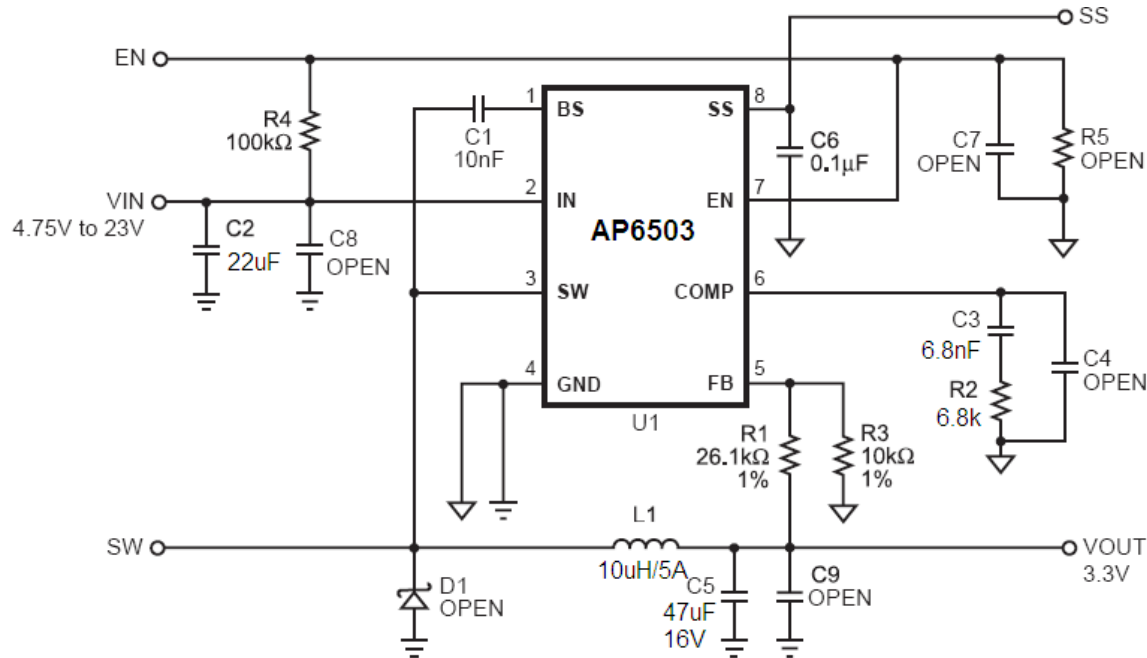 SS
EN
1
BS
SS
8
R4
100kΩ
C1
10nF
C6
0.1µF
C7
OPEN
R5
OPEN
VIN
4.75V to 23V
2
IN
EN
7
AP6503
C2
22uF
C8
OPEN
3
SW
COMP
6
C3
6.8nF
C4
OPEN
R2
6.8k
4
GND
FB
5
U1
R1
26.1kΩ
1%
R3
10kΩ
1%
SW
L1
10uH/5A
VOUT
3.3V
D1
OPEN
C5
47uF
16V
C9
OPEN